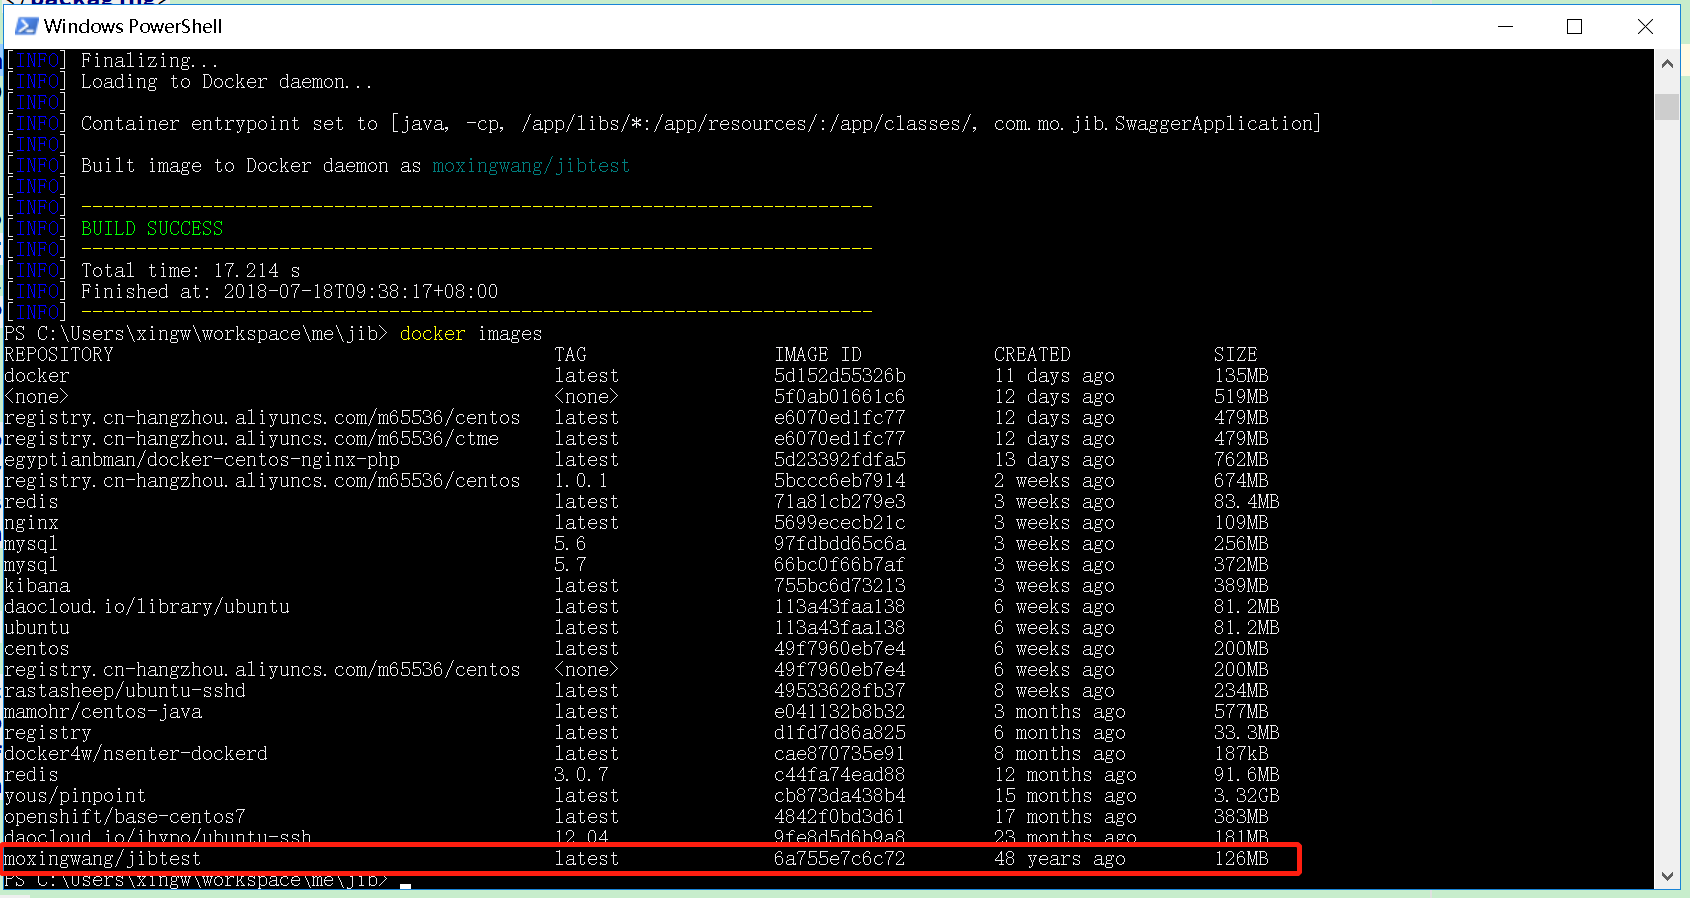 </packaging>
Windows PowerShell
[INFO] Finalizing...
[INFO] Loading to Docker daemon...
[INFO]
[INFO] Container entrypoint set to [java, -cp, /app/libs/*:/app/resources/:/app/classes/, com.mo.jib.SwaggerApplication]
[INFO]
[INFO] Built image to Docker daemon as moxingwang/jibtest
[INFO]
[INFO] ------------------------------------------------------------------------
[INFO] BUILD SUCCESS
[INFO] ------------------------------------------------------------------------
[INFO] Total time: 17.214 s
[INFO] Finished at: 2018-07-18T09:38:17+08:00
[INFO] ------------------------------------------------------------------------
PS C:\Users\xingw\workspace\me\jib> docker images
REPOSITORY TAG IMAGE ID CREATED SIZE
docker latest 5d152d55326b 11 days ago 135MB
<none> <none> 5f0ab01661c6 12 days ago 519MB
registry.cn-hangzhou.aliyuncs.com/m65536/centos latest e6070ed1fc77 12 days ago 479MB
registry.cn-hangzhou.aliyuncs.com/m65536/ctme latest e6070ed1fc77 12 days ago 479MB
egyptianbman/docker-centos-nginx-php latest 5d23392fdfa5 13 days ago 762MB
registry.cn-hangzhou.aliyuncs.com/m65536/centos 1.0.1 5bccc6eb7914 2 weeks ago 674MB
redis latest 71a81cb279e3 3 weeks ago 83.4MB
nginx latest 5699ececb21c 3 weeks ago 109MB
mysql 5.6 97fdbdd65c6a 3 weeks ago 256MB
mysql 5.7 66bc0f66b7af 3 weeks ago 372MB
kibana latest 755bc6d73213 3 weeks ago 389MB
daocloud.io/library/ubuntu latest 113a43faa138 6 weeks ago 81.2MB
ubuntu latest 113a43faa138 6 weeks ago 81.2MB
centos latest 49f7960eb7e4 6 weeks ago 200MB
registry.cn-hangzhou.aliyuncs.com/m65536/centos <none> 49f7960eb7e4 6 weeks ago 200MB
rastasheep/ubuntu-sshd latest 49533628fb37 8 weeks ago 234MB
mamohr/centos-java latest e041132b8b32 3 months ago 577MB
registry latest d1fd7d86a825 6 months ago 33.3MB
docker4w/nsenter-dockerd latest cae870735e91 8 months ago 187kB
redis 3.0.7 c44fa74ead88 12 months ago 91.6MB
yous/pinpoint latest cb873da438b4 15 months ago 3.32GB
openshift/base-centos7 latest 4842f0bd3d61 17 months ago 383MB
daocloud.io/ihypo/ubuntu-ssh 12.04 9fe8d5d6b9a8 23 months ago 181MB
moxingwang/jibtest latest 6a755e7c6c72 48 years ago 126MB
PS C:\Users\xingw\workspace\me\jib>